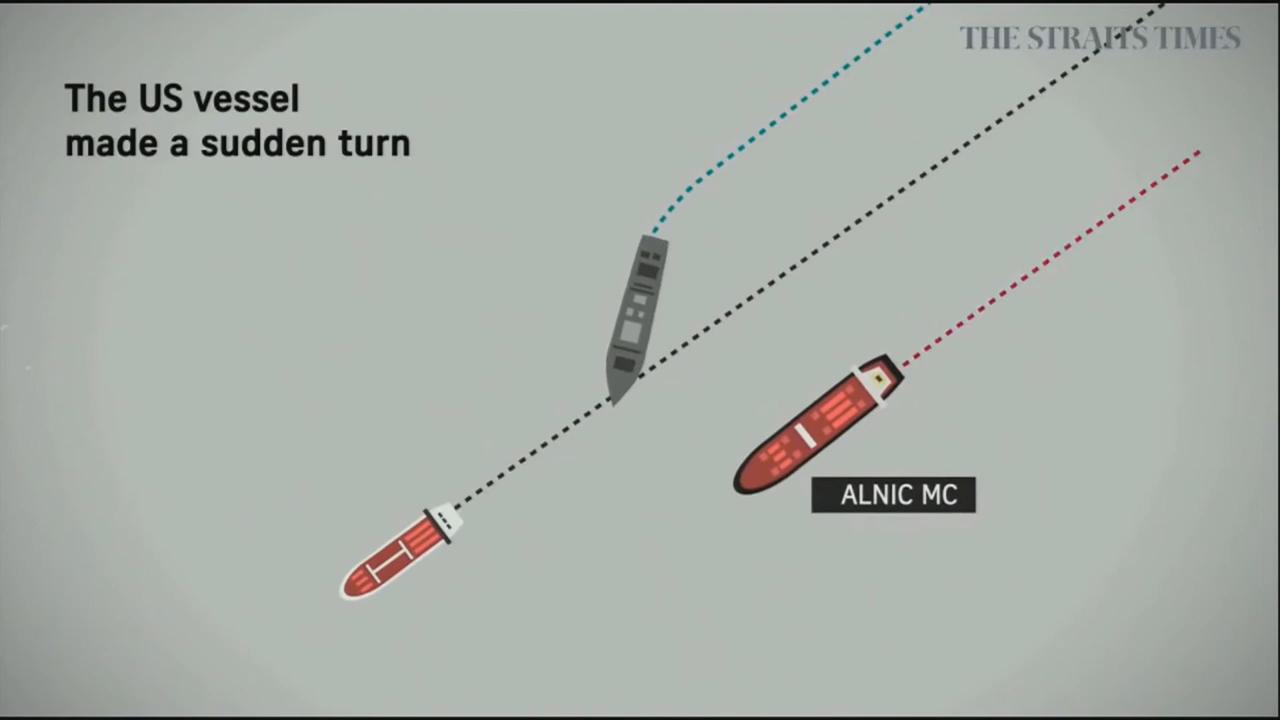 THE STRAITS TIMES
The US vessel
made a sudden turn
ALNIC MC